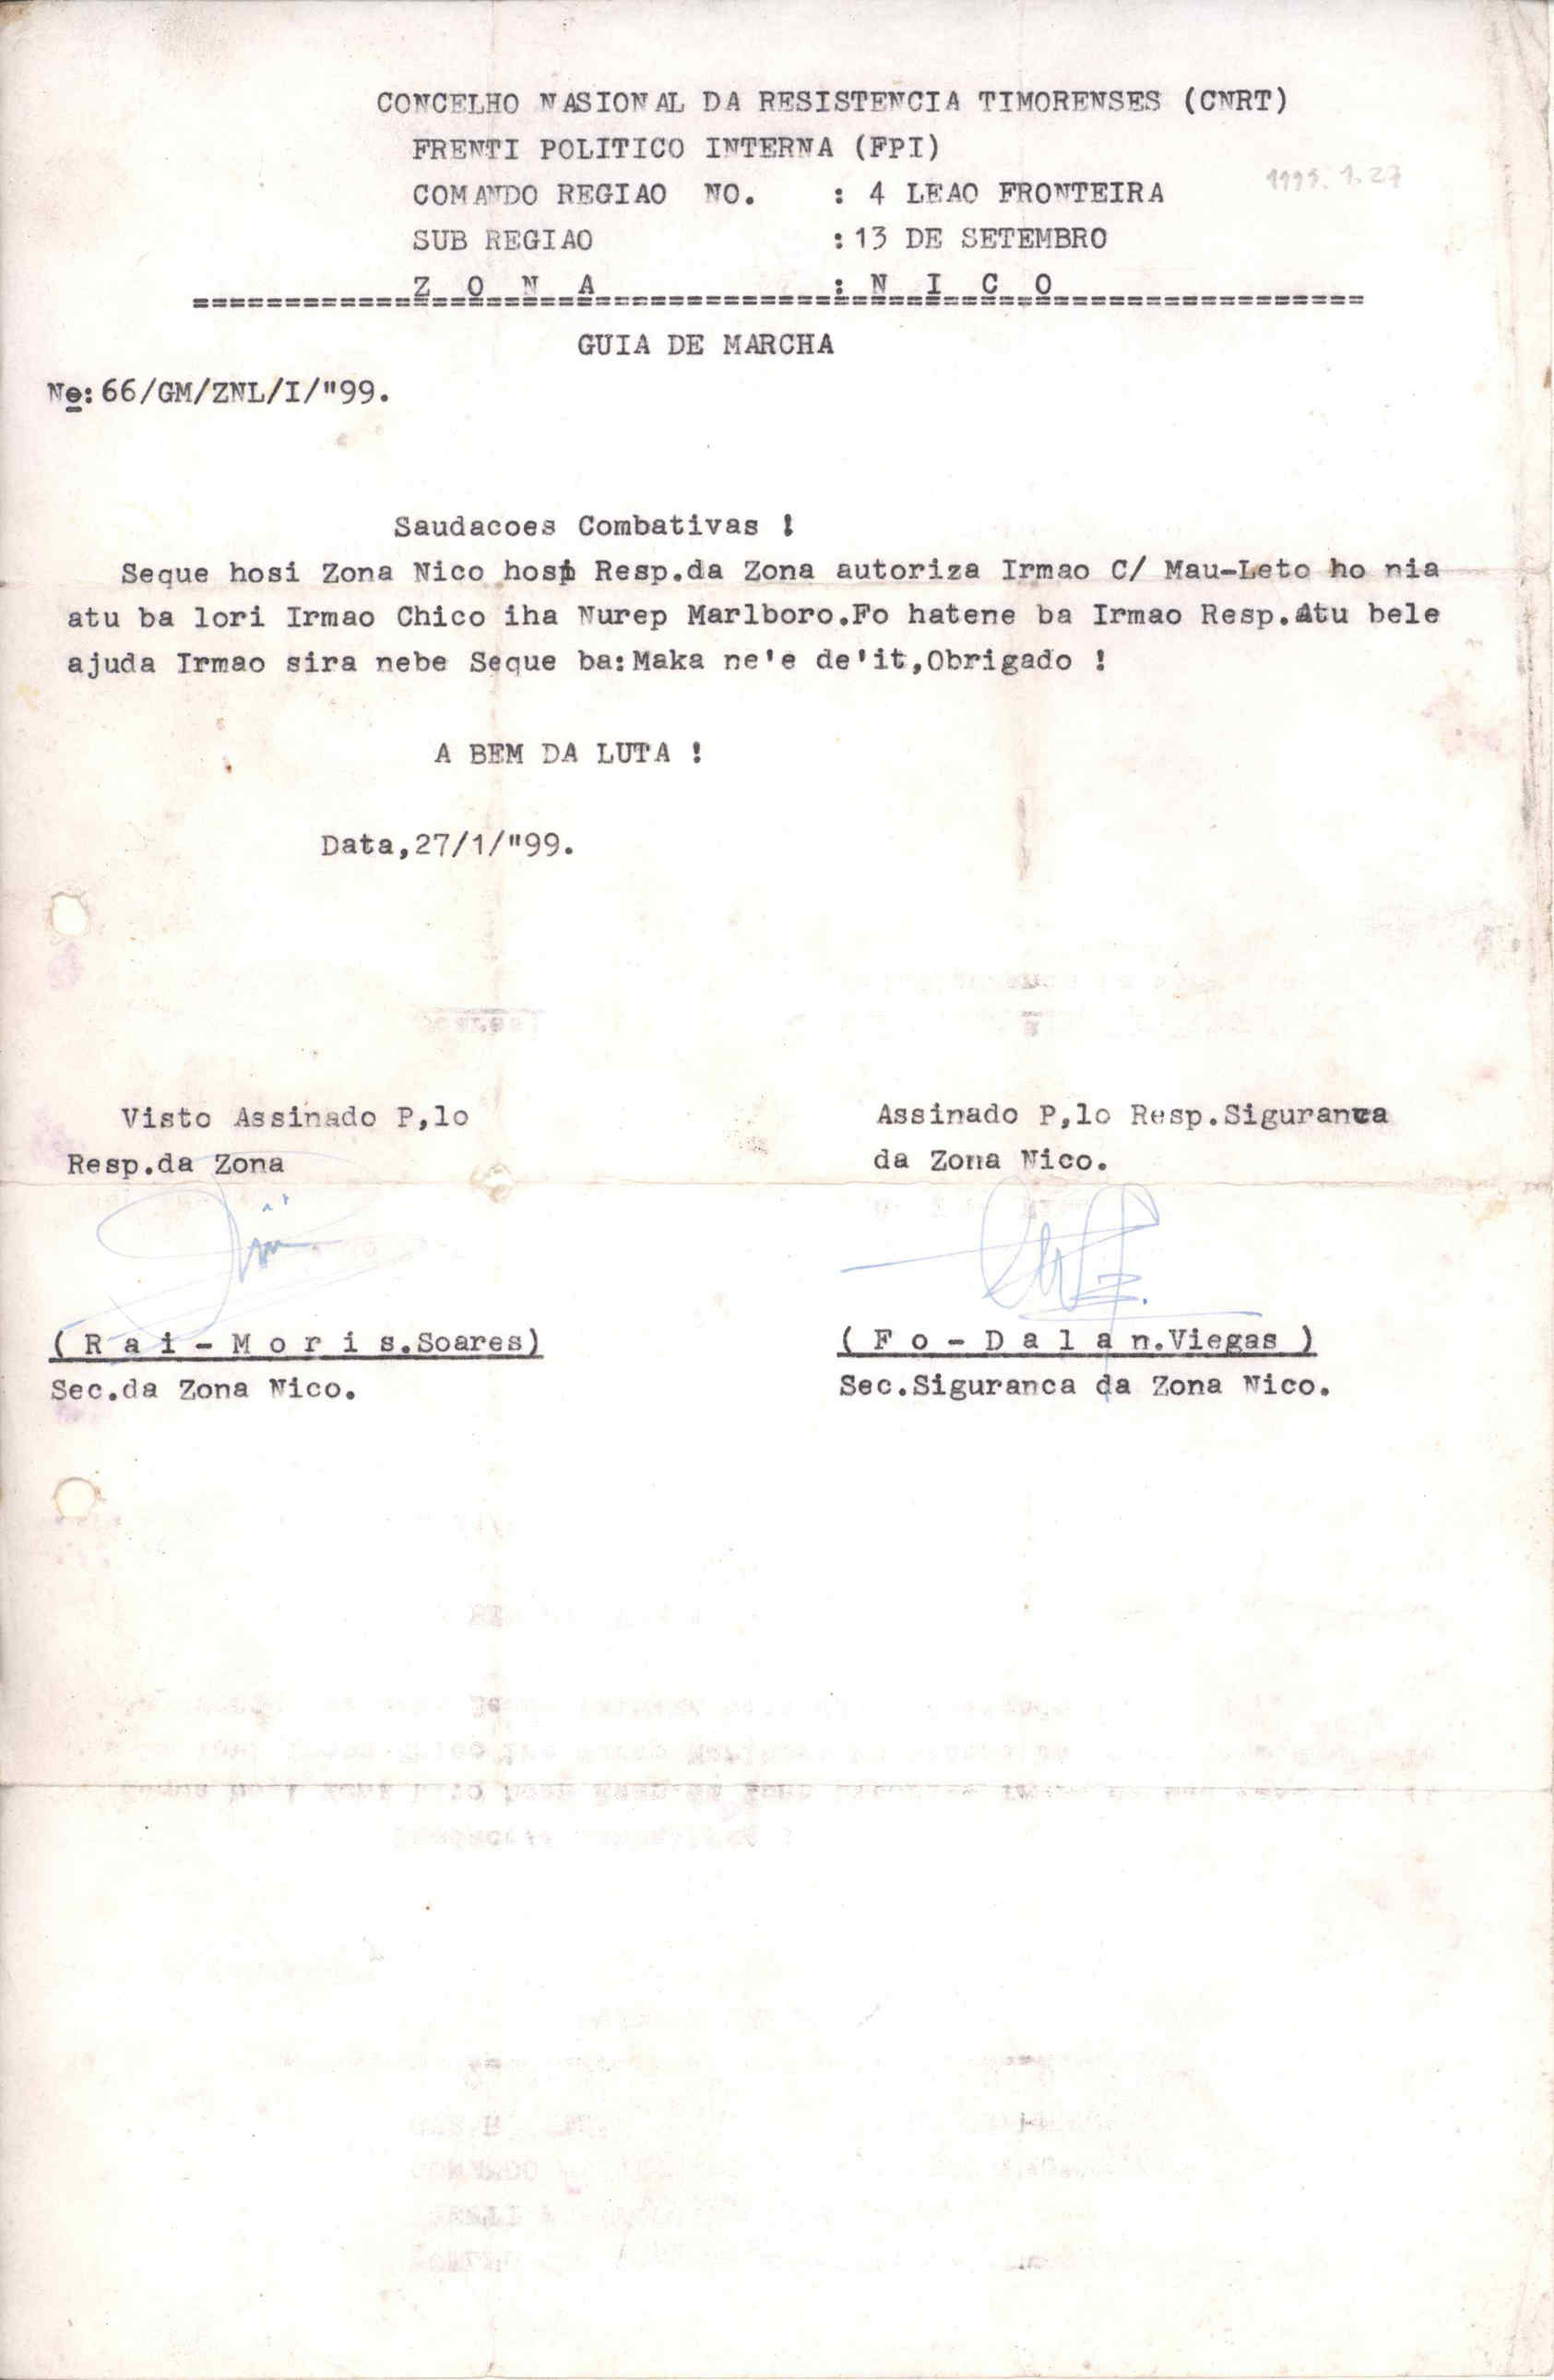 CONCELHO NASIONAL DA RESISTENCIA TIMORENSES (CNRT)
FRENTI POLITICO INTERNA (FPI)
1999.1.27
COMANDO REGIAO NO. : 4 LEAO FRONTEIRA
SUB REGIAO : 13 DE SETEMBRO
Z O N A : N I C O
GUIA DE MARCHA
No: 66/GM/ZNL/I/"99.
Saudacoes Combativas !
Seque hosi Zona Nico hosi Resp.da Zona autoriza Irmao C/ Mau-Leto ho nia
atu ba lori Irmao Chico iha Nurep Marlboro.Fo hatene ba Irmao Resp.Atu bele
ajuda Irmao sira nebe Seque ba:Maka ne'e de'it,Obrigado !
A BEM DA LUTA !
Data,27/1/"99.
Visto Assinado P,lo Assinado P,lo Resp.Siguranca
Resp.da Zona da Zona Nico.
( R a i - M o r i s.Soares) ( F o - D a l a n.Viegas )
Sec.da Zona Nico. Sec.Siguranca da Zona Nico.